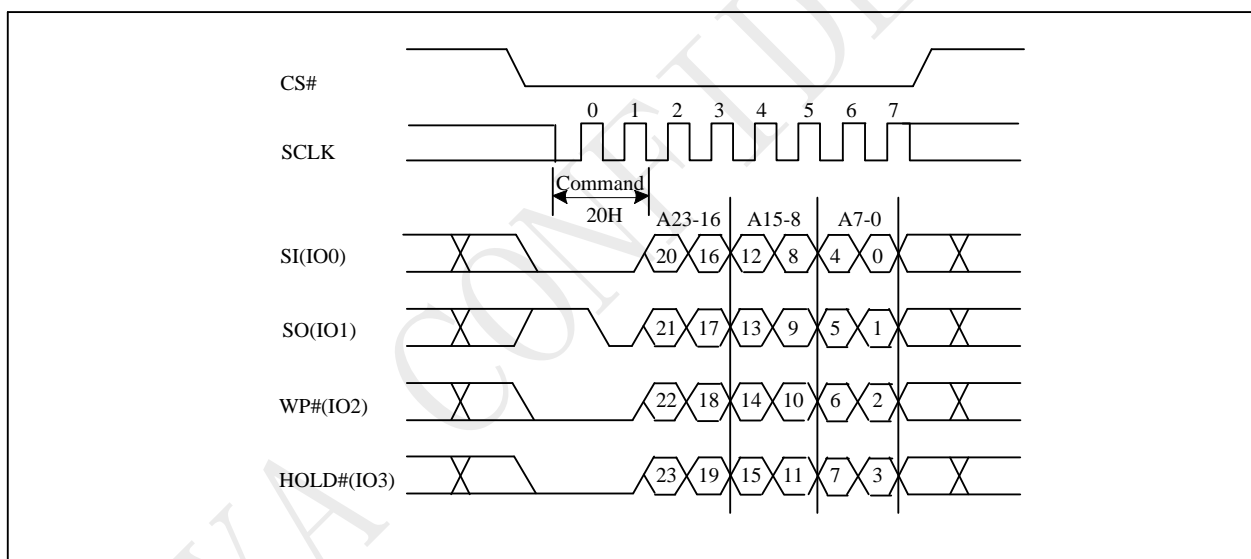 CS#
0 1 2 3 4 5 6 7
SCLK
Command
20H
A23-16 A15-8 A7-0
SI(IO0) 20 16 12 8 4 0
SO(IO1) 21 17 13 9 5 1
WP#(IO2) 22 18 14 10 6 2
HOLD#(IO3) 23 19 15 11 7 3